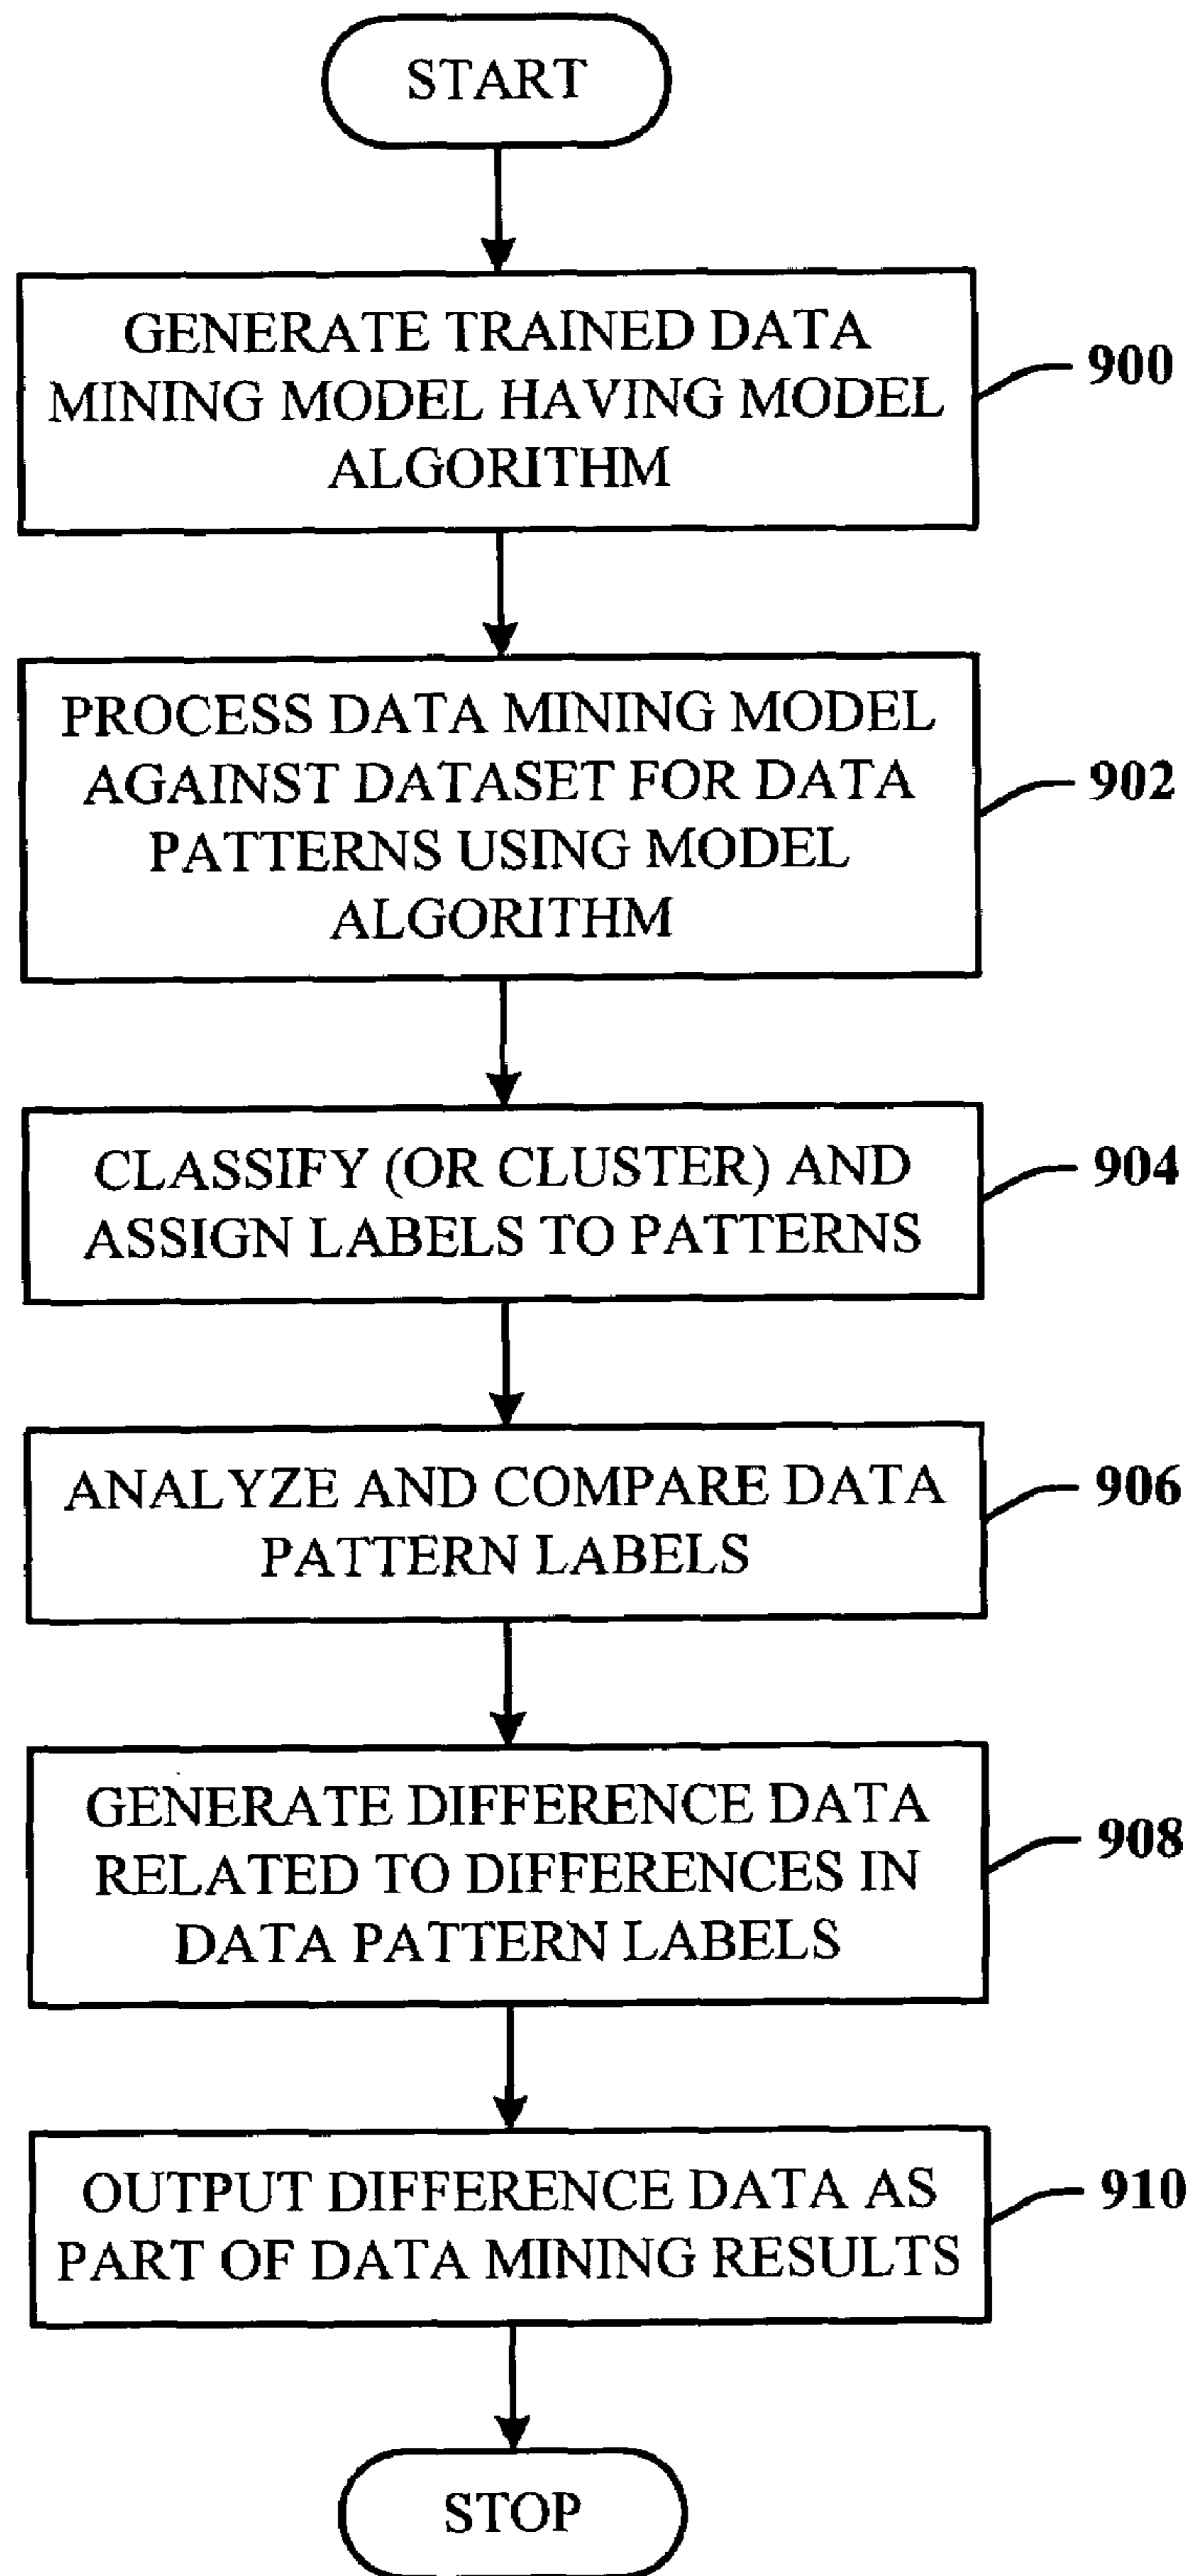 START
GENERATE TRAINED DATA
MINING MODEL HAVING MODEL
ALGORITHM
900
PROCESS DATA MINING MODEL
AGAINST DATASET FOR DATA
PATTERNS USING MODEL
ALGORITHM
902
CLASSIFY (OR CLUSTER) AND
ASSIGN LABELS TO PATTERNS
904
ANALYZE AND COMPARE DATA
PATTERN LABELS
906
GENERATE DIFFERENCE DATA
RELATED TO DIFFERENCES IN
DATA PATTERN LABELS
908
OUTPUT DIFFERENCE DATA AS
PART OF DATA MINING RESULTS
910
STOP